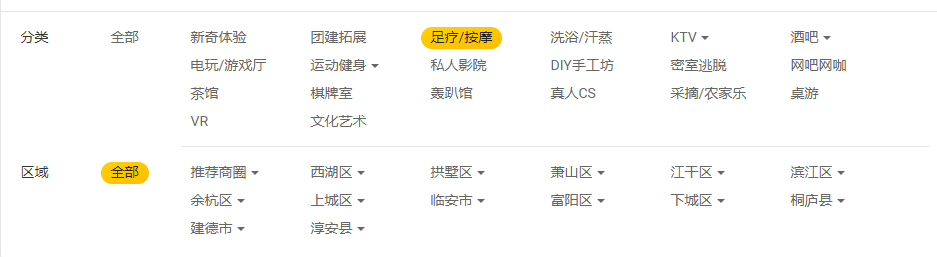 分类 全部 新奇体验 团建拓展 足疗/按摩 洗浴/汗蒸 KTV 酒吧
电玩/游戏厅 运动健身 私人影院 DIY手工坊 密室逃脱 网吧网咖
茶馆 棋牌室 轰趴馆 真人CS 采摘/农家乐 桌游
VR 文化艺术
区域 全部 推荐商圈 西湖区 拱墅区 萧山区 江干区 滨江区
余杭区 上城区 临安市 富阳区 下城区 桐庐县
建德市 淳安县